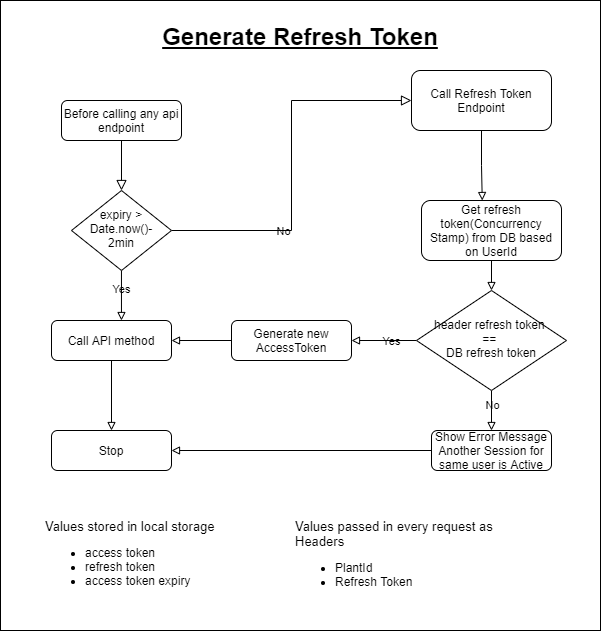 Generate Refresh Token
Before calling any api
endpoint
Call Refresh Token
Endpoint
expiry >
Date.now()-
2min
No
Yes
Get refresh
token(Concurrency
Stamp) from DB based
on UserId
Call API method
Generate new
AccessToken
Yes
header refresh token
==
DB refresh token
No
Stop
Show Error Message
Another Session for
same user is Active
Values stored in local storage
• access token
• refresh token
• access token expiry
Values passed in every request as
Headers
• PlantId
• Refresh Token